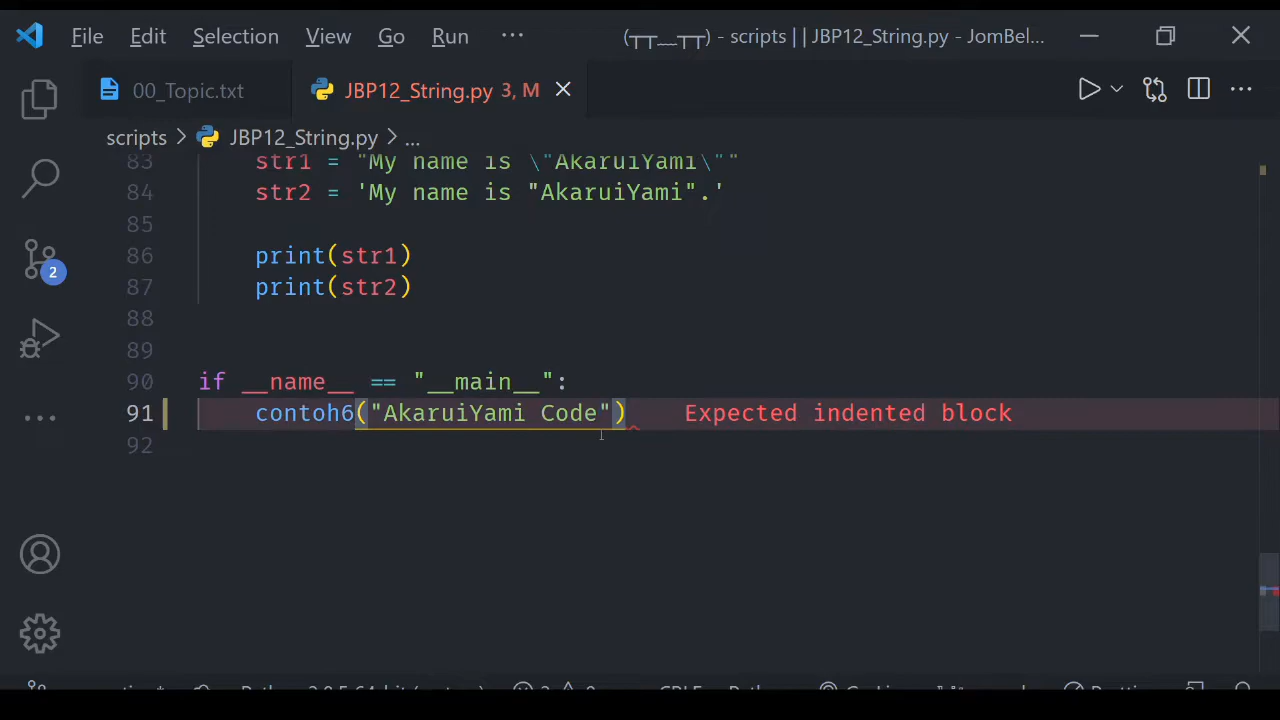 File Edit Selection View Go Run ··· (┬┬﹏┬┬) - scripts | | JBP12_String.py - JomBel...
00_Topic.txt JBP12_String.py 3, M
scripts > JBP12_String.py > ...
83 str1 = "My name is \"AkaruiYami\""
84 str2 = 'My name is "AkaruiYami".'
85
86 print(str1)
87 print(str2)
88
89
90 if __name__ == "__main__":
91 contoh6("AkaruiYami Code") Expected indented block
92
2